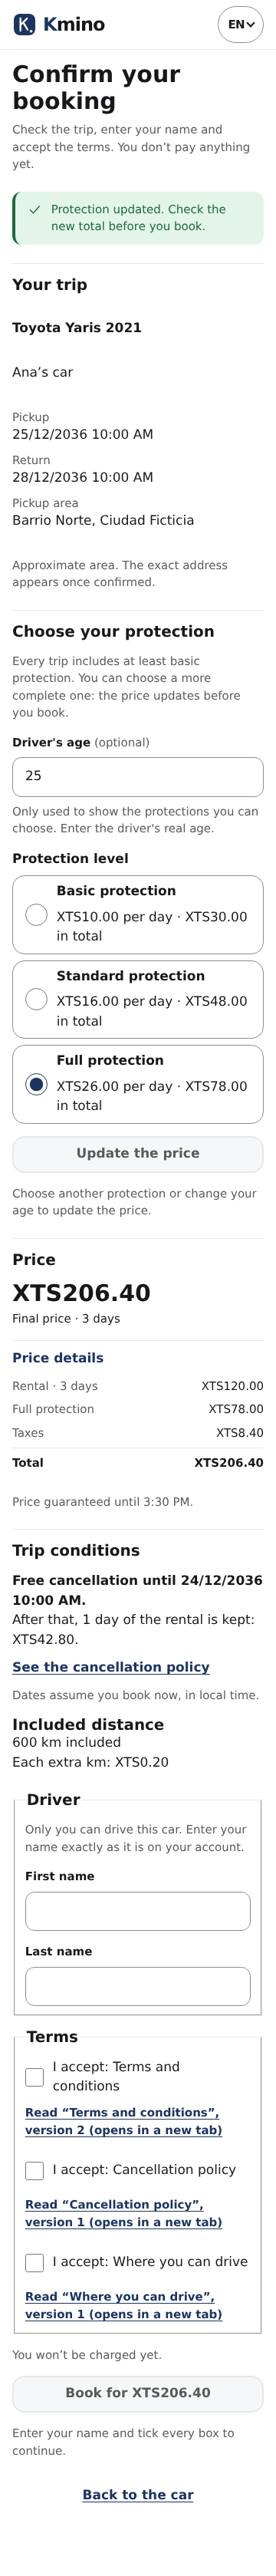 Kmino
EN
Confirm your
booking
Check the trip, enter your name and
accept the terms. You don’t pay anything
yet.
Protection updated. Check the
new total before you book.
Your trip
Toyota Yaris 2021
Ana’s car
Pickup
25/12/2036 10:00 AM
Return
28/12/2036 10:00 AM
Pickup area
Barrio Norte, Ciudad Ficticia
Approximate area. The exact address
appears once confirmed.
Choose your protection
Every trip includes at least basic
protection. You can choose a more
complete one: the price updates before
you book.
Driver's age (optional)
25
Only used to show the protections you can
choose. Enter the driver's real age.
Protection level
Basic protection
XTS10.00 per day · XTS30.00
in total
Standard protection
XTS16.00 per day · XTS48.00
in total
Full protection
XTS26.00 per day · XTS78.00
in total
Update the price
Choose another protection or change your
age to update the price.
Price
XTS206.40
Final price · 3 days
Price details
Rental · 3 days XTS120.00
Full protection XTS78.00
Taxes XTS8.40
Total XTS206.40
Price guaranteed until 3:30 PM.
Trip conditions
Free cancellation until 24/12/2036
10:00 AM.
After that, 1 day of the rental is kept:
XTS42.80.
See the cancellation policy
Dates assume you book now, in local time.
Included distance
600 km included
Each extra km: XTS0.20
Driver
Only you can drive this car. Enter your
name exactly as it is on your account.
First name
Last name
Terms
I accept: Terms and
conditions
Read “Terms and conditions”,
version 2 (opens in a new tab)
I accept: Cancellation policy
Read “Cancellation policy”,
version 1 (opens in a new tab)
I accept: Where you can drive
Read “Where you can drive”,
version 1 (opens in a new tab)
You won’t be charged yet.
Book for XTS206.40
Enter your name and tick every box to
continue.
Back to the car